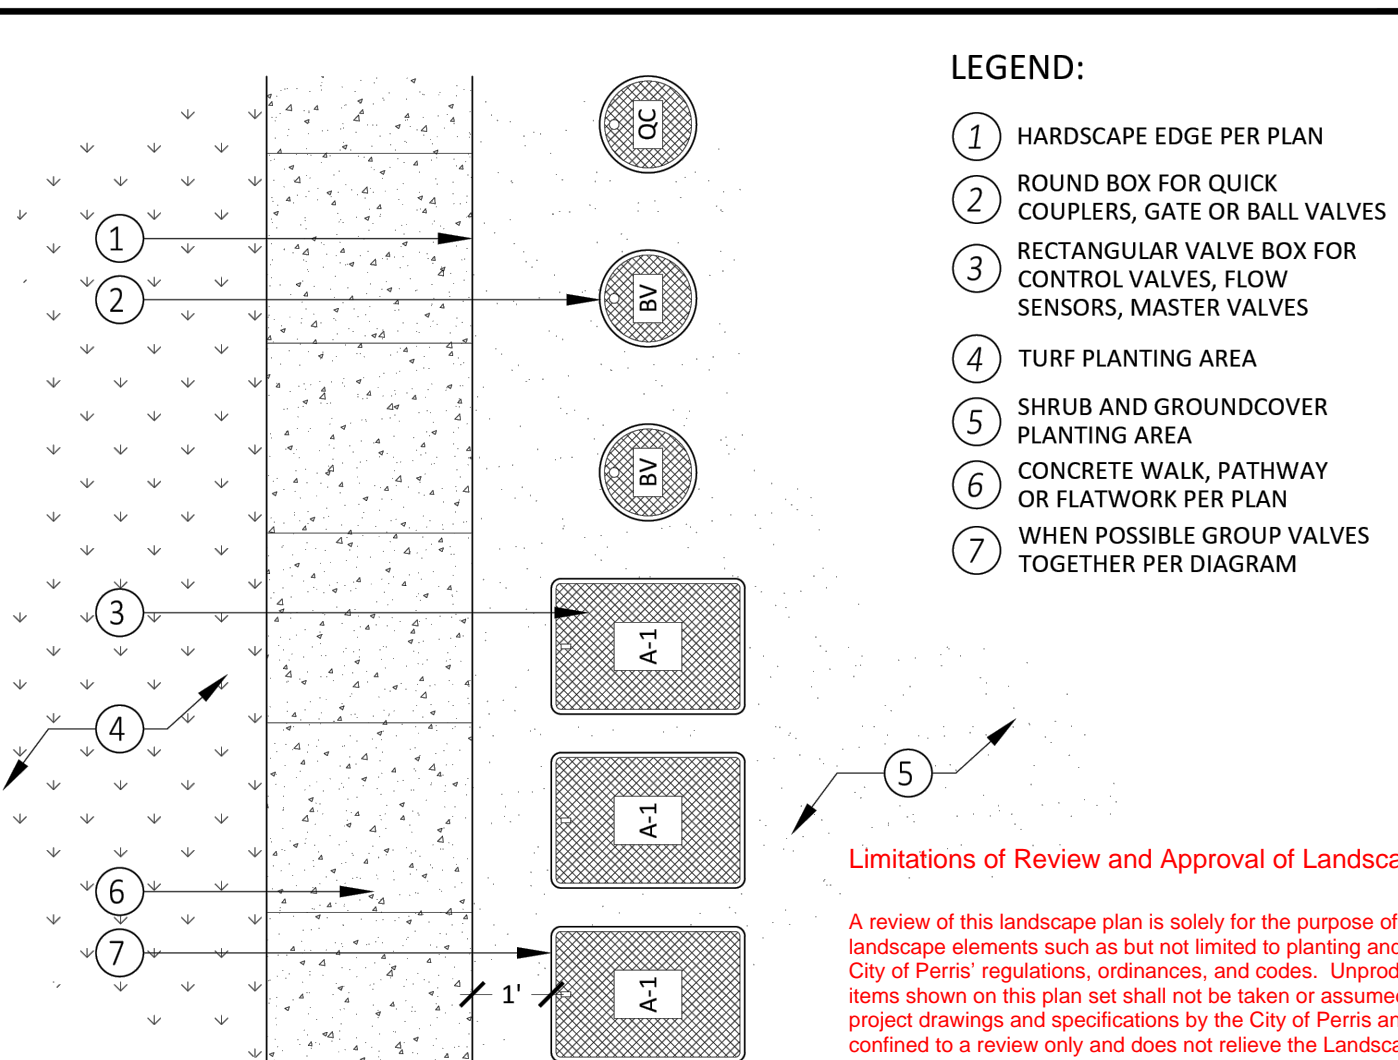 LEGEND:
1 HARDSCAPE EDGE PER PLAN
2 ROUND BOX FOR QUICK
COUPLERS, GATE OR BALL VALVES
3 RECTANGULAR VALVE BOX FOR
CONTROL VALVES, FLOW
SENSORS, MASTER VALVES
4 TURF PLANTING AREA
5 SHRUB AND GROUNDCOVER
PLANTING AREA
6 CONCRETE WALK, PATHWAY
OR FLATWORK PER PLAN
7 WHEN POSSIBLE GROUP VALVES
TOGETHER PER DIAGRAM
QC
1
2
BV
BV
3
A-1
4
5
A-1
6
7
A-1
1'
Limitations of Review and Approval of Landsca
A review of this landscape plan is solely for the purpose of
landscape elements such as but not limited to planting and
City of Perris' regulations, ordinances, and codes. Unprod
items shown on this plan set shall not be taken or assumed
project drawings and specifications by the City of Perris an
confined to a review only and does not relieve the Landsca